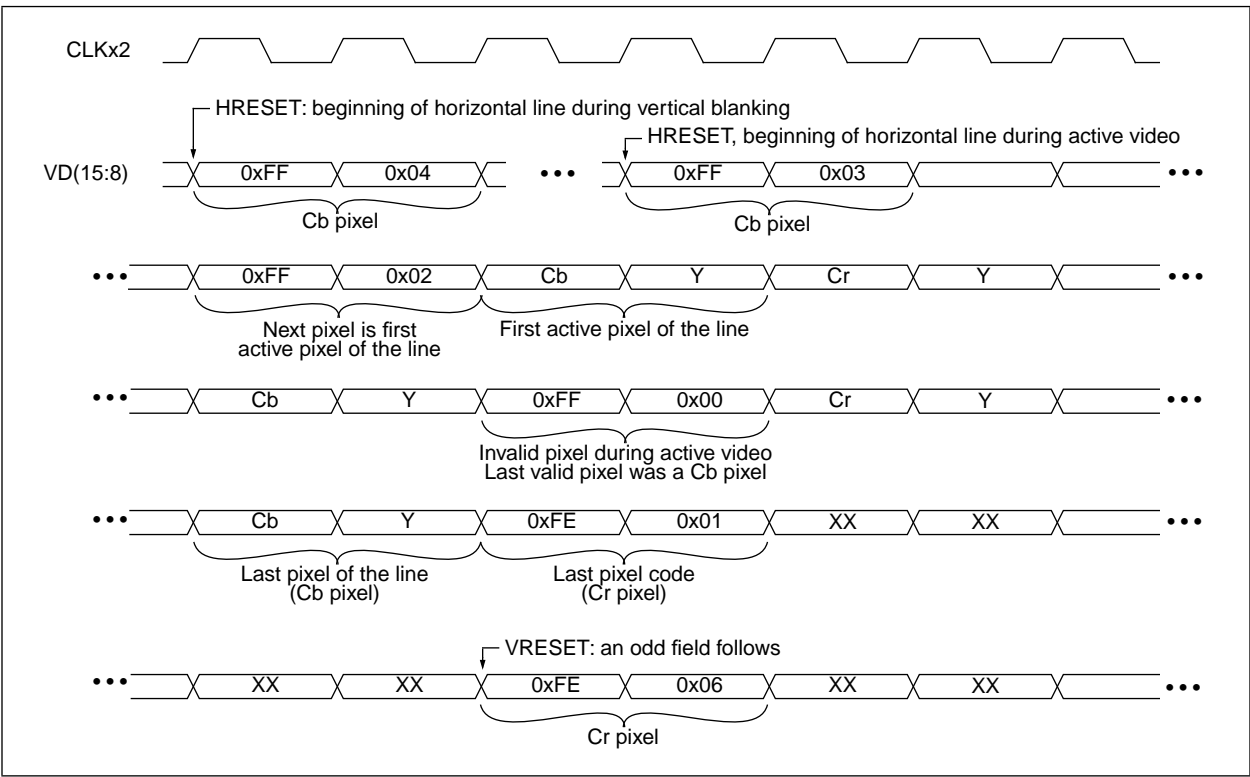 CLKx2
HRESET: beginning of horizontal line during vertical blanking
HRESET, beginning of horizontal line during active video
VD(15:8) 0xFF 0x04 • • • 0xFF 0x03 • • •
Cb pixel Cb pixel
• • • 0xFF 0x02 Cb Y Cr Y • • •
Next pixel is first
active pixel of the line
First active pixel of the line
• • • Cb Y 0xFF 0x00 Cr Y • • •
Invalid pixel during active video
Last valid pixel was a Cb pixel
• • • Cb Y 0xFE 0x01 XX XX • • •
Last pixel of the line
(Cb pixel)
Last pixel code
(Cr pixel)
VRESET: an odd field follows
• • • XX XX 0xFE 0x06 XX XX • • •
Cr pixel